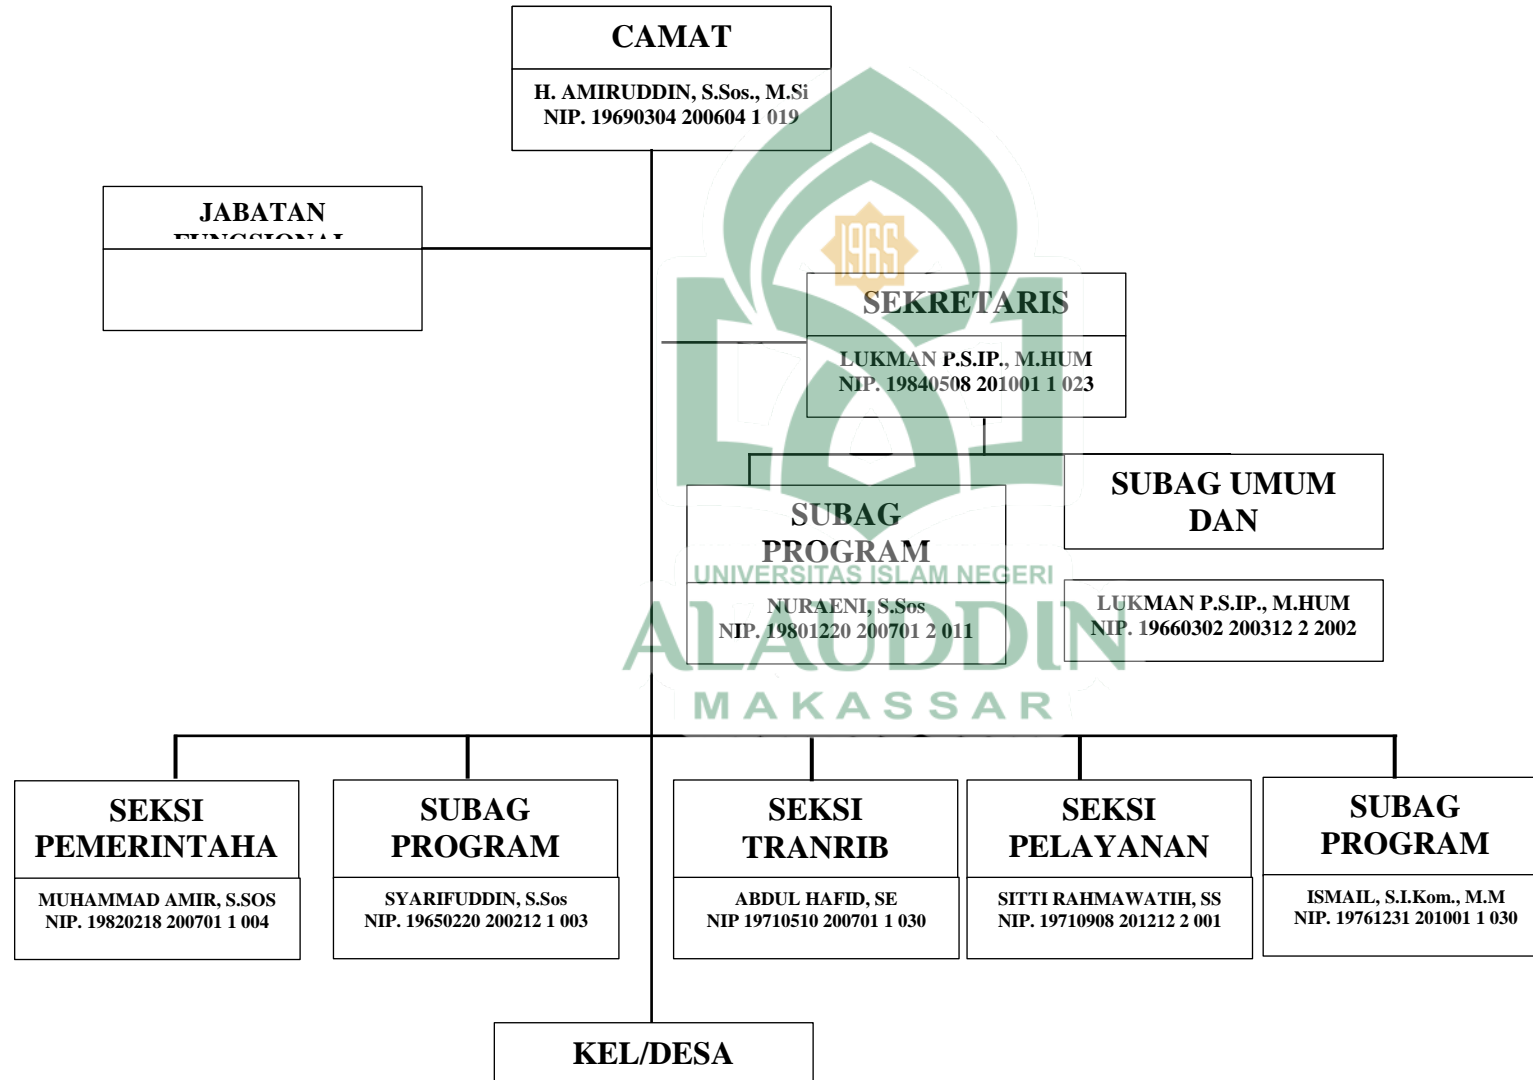 CAMAT
H. AMIRUDDIN, S.Sos., M.Si
NIP. 19690304 200604 1 019
JABATAN
FUNGSIONAL
1965
SEKRETARIS
LUKMAN P.S.IP., M.HUM
NIP. 19840508 201001 1 023
SUBAG
PROGRAM
NURAENI, S.Sos
NIP. 19801220 200701 2 011
SUBAG UMUM
DAN
LUKMAN P.S.IP., M.HUM
NIP. 19660302 200312 2 2002
UNIVERSITAS ISLAM NEGERI
ALAUDDIN
MAKASSAR
SEKSI
PEMERINTAHA
MUHAMMAD AMIR, S.SOS
NIP. 19820218 200701 1 004
SUBAG
PROGRAM
SYARIFUDDIN, S.Sos
NIP. 19650220 200212 1 003
SEKSI
TRANRIB
ABDUL HAFID, SE
NIP 19710510 200701 1 030
SEKSI
PELAYANAN
SITTI RAHMAWATIH, SS
NIP. 19710908 201212 2 001
SUBAG
PROGRAM
ISMAIL, S.I.Kom., M.M
NIP. 19761231 201001 1 030
KEL/DESA